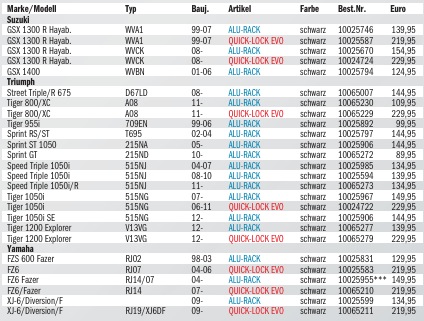 Marke/Modell Typ Bauj. Artikel Farbe Best.Nr. Euro
Suzuki
GSX 1300 R Hayab. WVA1 99-07 ALU-RACK schwarz 10025746 139,95
GSX 1300 R Hayab. WVA1 99-07 QUICK-LOCK EVO schwarz 10025587 219,95
GSX 1300 R Hayab. WVCK 08- ALU-RACK schwarz 10025670 154,95
GSX 1300 R Hayab. WVCK 08- QUICK-LOCK EVO schwarz 10024724 229,95
GSX 1400 WVBN 01-06 ALU-RACK schwarz 10025794 124,95
Triumph
Street Triple/R 675 D67LD 08- ALU-RACK schwarz 10065007 144,95
Tiger 800/XC A08 11- ALU-RACK schwarz 10065230 109,95
Tiger 800/XC A08 11- QUICK-LOCK EVO schwarz 10065229 229,95
Tiger 955i 709EN 99-06 ALU-RACK schwarz 10025892 99,95
Sprint RS/ST T695 02-04 ALU-RACK schwarz 10025797 144,95
Sprint ST 1050 215NA 05- ALU-RACK schwarz 10025906 144,95
Sprint GT 215ND 10- ALU-RACK schwarz 10065272 89,95
Speed Triple 1050i 515NJ 04-07 ALU-RACK schwarz 10025985 134,95
Speed Triple 1050i 515NJ 08-10 ALU-RACK schwarz 10025594 139,95
Speed Triple 1050i/R 515NJ 11- ALU-RACK schwarz 10065273 134,95
Tiger 1050i 515NG 07- ALU-RACK schwarz 10025967 149,95
Tiger 1050i 515NG 06-11 QUICK-LOCK EVO schwarz 10024722 229,95
Tiger 1050i SE 515NG 12- ALU-RACK schwarz 10025906 144,95
Tiger 1200 Explorer V13VG 12- ALU-RACK schwarz 10065277 139,95
Tiger 1200 Explorer V13VG 12- QUICK-LOCK EVO schwarz 10065279 229,95
Yamaha
FZS 600 Fazer RJ02 98-03 ALU-RACK schwarz 10025831 129,95
FZ6 RJ07 04-06 QUICK-LOCK EVO schwarz 10025583 219,95
FZ6 Fazer RJ14/07 04- ALU-RACK schwarz 10025955*** 149,95
FZ6/Fazer RJ14 07- QUICK-LOCK EVO schwarz 10065210 219,95
XJ-6/Diversion/F 09- ALU-RACK schwarz 10025599 134,95
XJ-6/Diversion/F RJ19/XJ6DF 09- QUICK-LOCK EVO schwarz 10065211 219,95